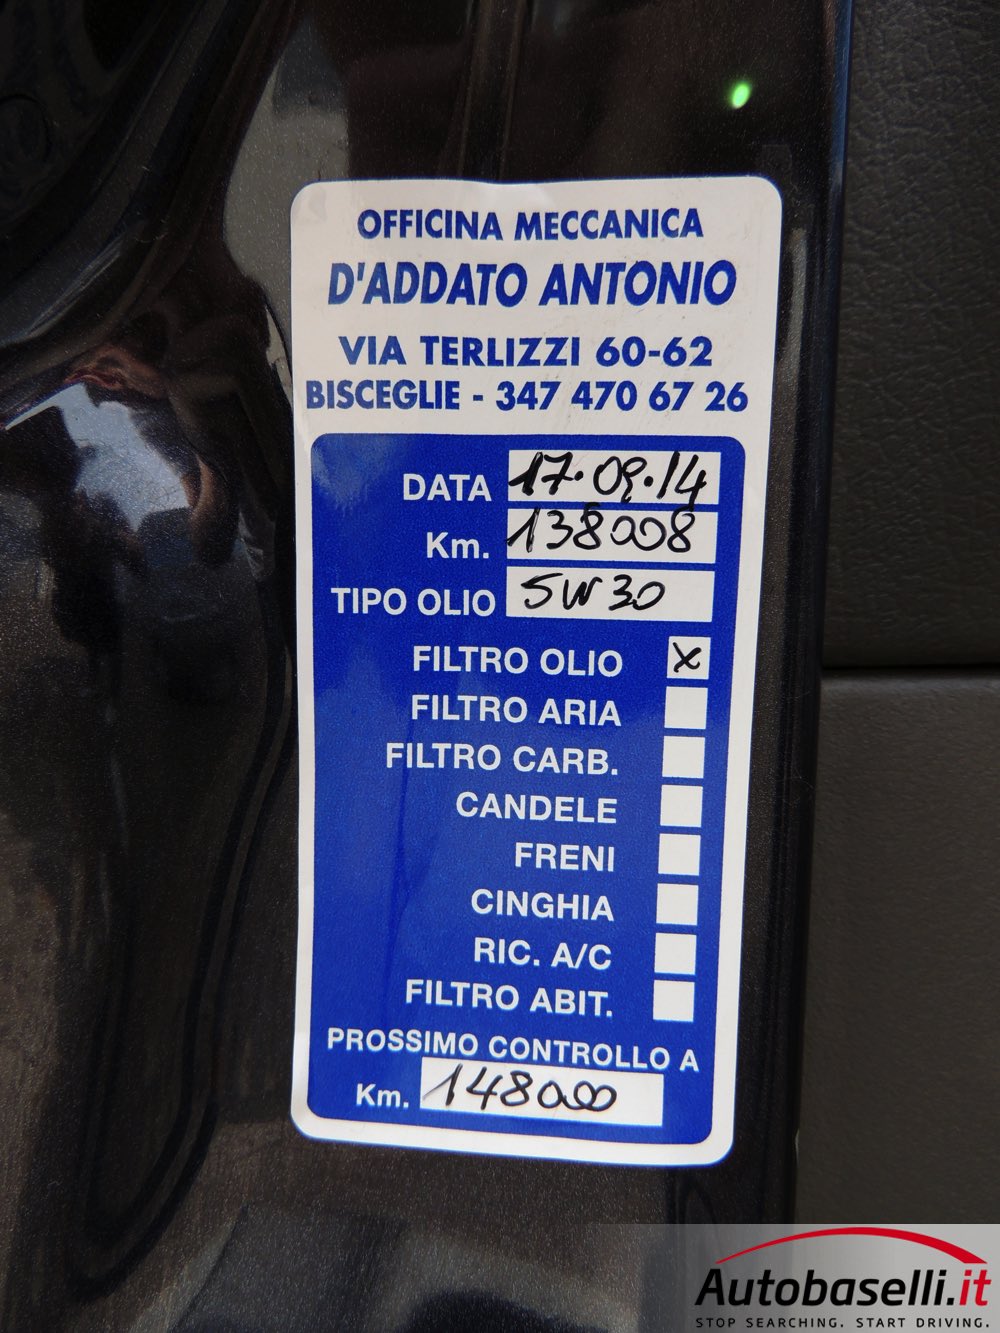 OFFICINA MECCANICA
D'ADDATO ANTONIO
VIA TERLIZZI 60-62
BISCEGLIE - 347 470 67 26
DATA 17.09.14
Km. 138008
TIPO OLIO 5W30
FILTRO OLIO X
FILTRO ARIA
FILTRO CARB.
CANDELE
FRENI
CINGHIA
RIC. A/C
FILTRO ABIT.
PROSSIMO CONTROLLO A
Km. 148000
Autobaselli.it
STOP SEARCHING. START DRIVING.